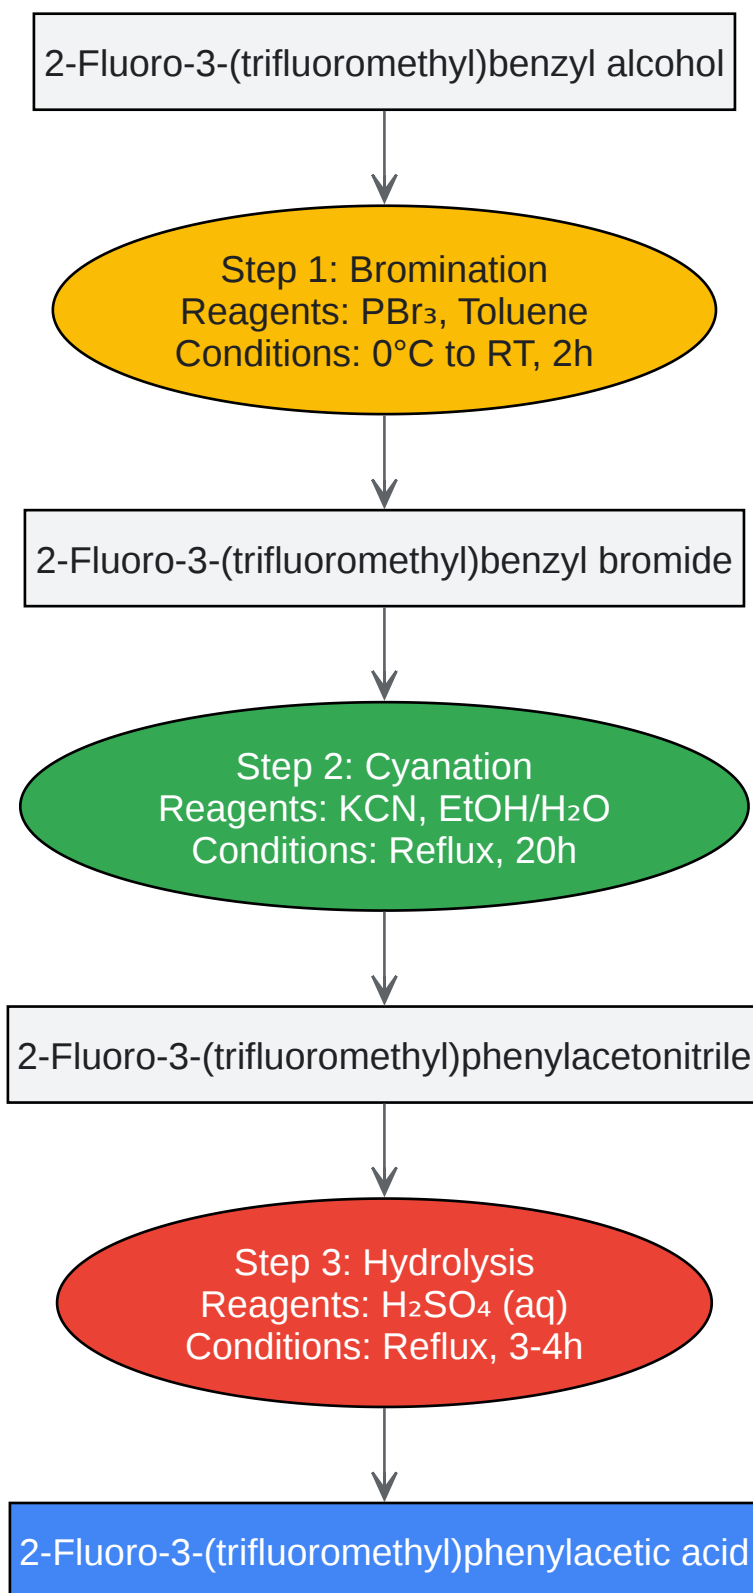 2-Fluoro-3-(trifluoromethyl)benzyl alcohol
Step 1: Bromination
Reagents: PBr₃, Toluene
Conditions: 0°C to RT, 2h
2-Fluoro-3-(trifluoromethyl)benzyl bromide
Step 2: Cyanation
Reagents: KCN, EtOH/H₂O
Conditions: Reflux, 20h
2-Fluoro-3-(trifluoromethyl)phenylacetonitrile
Step 3: Hydrolysis
Reagents: H₂SO₄ (aq)
Conditions: Reflux, 3-4h
2-Fluoro-3-(trifluoromethyl)phenylacetic acid